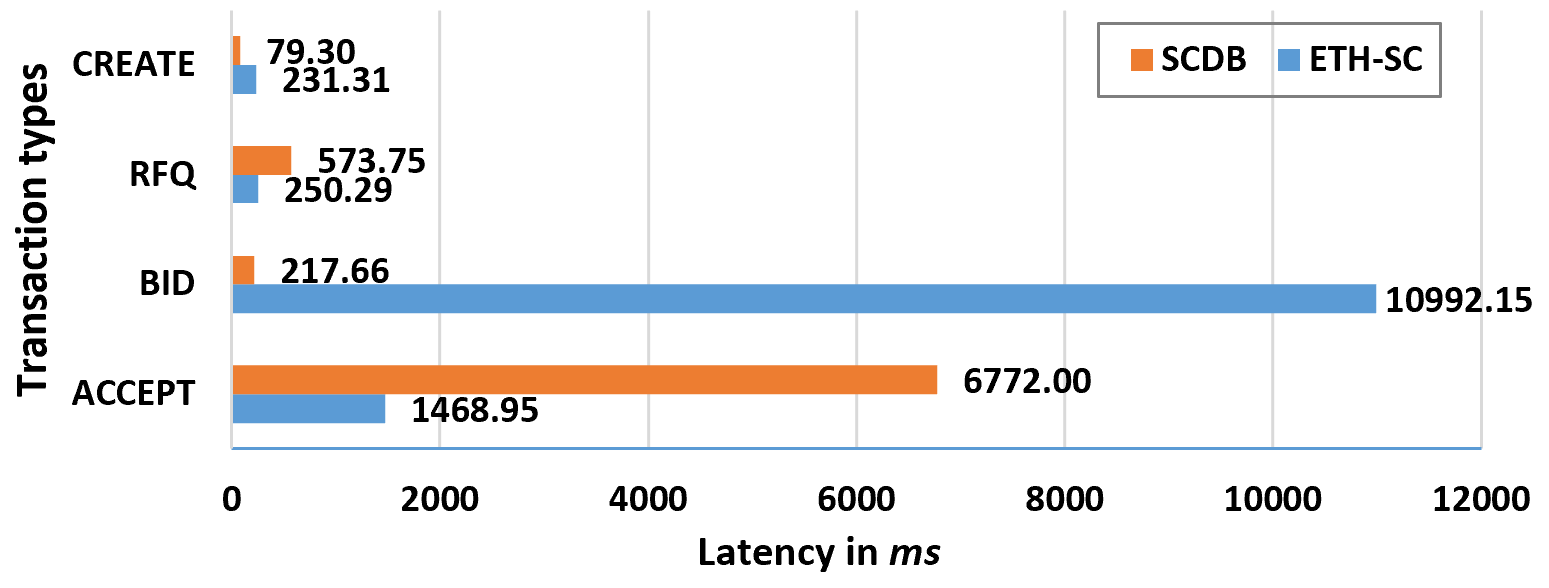 SCDB ETH-SC
Transaction types
CREATE
79.30
231.31
RFQ
573.75
250.29
BID
217.66
10992.15
ACCEPT
6772.00
1468.95
0 2000 4000 6000 8000 10000 12000
Latency in ms